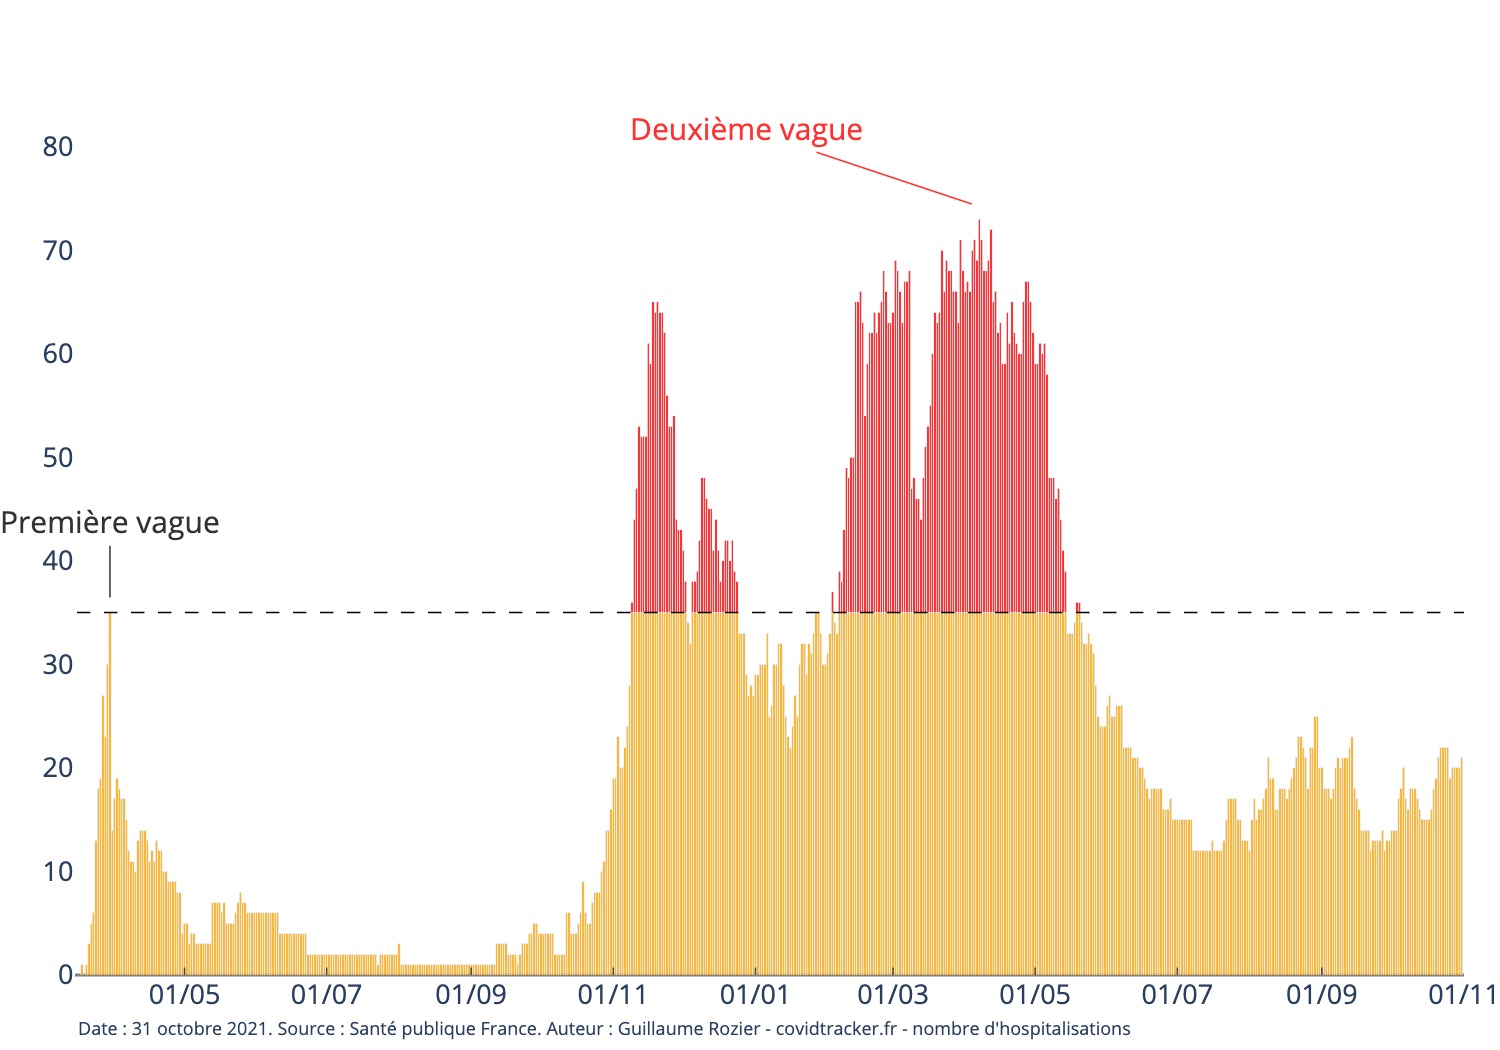 Deuxième vague
80
70
60
50
Première vague
40
30
20
10
0
01/05 01/07 01/09 01/11 01/01 01/03 01/05 01/07 01/09 01/11
Date : 31 octobre 2021. Source : Santé publique France. Auteur : Guillaume Rozier - covidtracker.fr - nombre d'hospitalisations